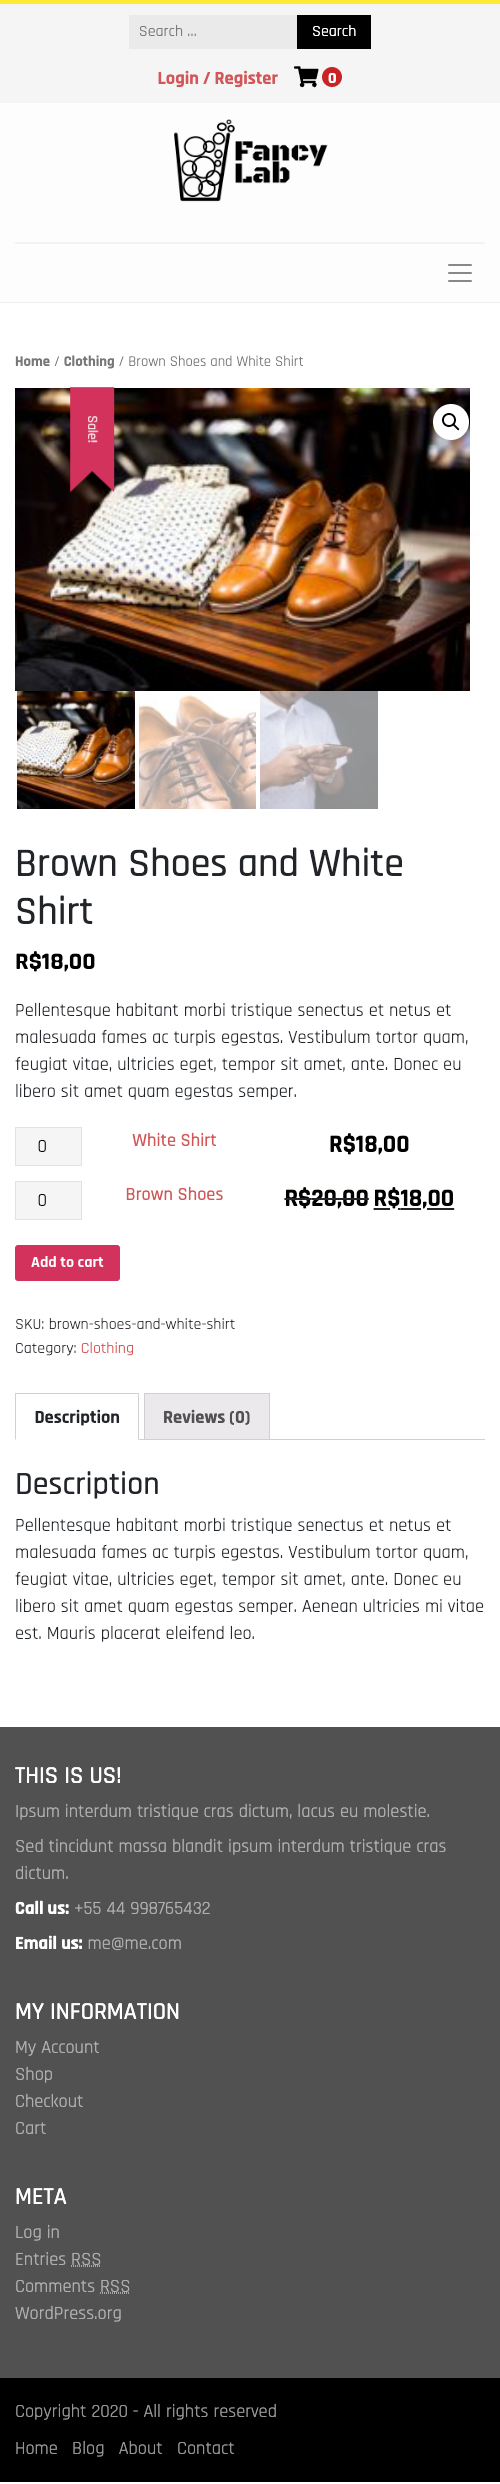 Search ...
Search
Login / Register 0
Fancy
Lab
Home / Clothing / Brown Shoes and White Shirt
Sale!
Brown Shoes and White
Shirt
R$18,00
Pellentesque habitant morbi tristique senectus et netus et
malesuada fames ac turpis egestas. Vestibulum tortor quam,
feugiat vitae, ultricies eget, tempor sit amet, ante. Donec eu
libero sit amet quam egestas semper.
0 White Shirt R$18,00
0 Brown Shoes R$20,00 R$18,00
Add to cart
SKU: brown-shoes-and-white-shirt
Category: Clothing
Description Reviews (0)
Description
Pellentesque habitant morbi tristique senectus et netus et
malesuada fames ac turpis egestas. Vestibulum tortor quam,
feugiat vitae, ultricies eget, tempor sit amet, ante. Donec eu
libero sit amet quam egestas semper. Aenean ultricies mi vitae
est. Mauris placerat eleifend leo.
THIS IS US!
Ipsum interdum tristique cras dictum, lacus eu molestie.
Sed tincidunt massa blandit ipsum interdum tristique cras
dictum.
Call us: +55 44 998765432
Email us: me@me.com
MY INFORMATION
My Account
Shop
Checkout
Cart
META
Log in
Entries RSS
Comments RSS
WordPress.org
Copyright 2020 - All rights reserved
Home Blog About Contact